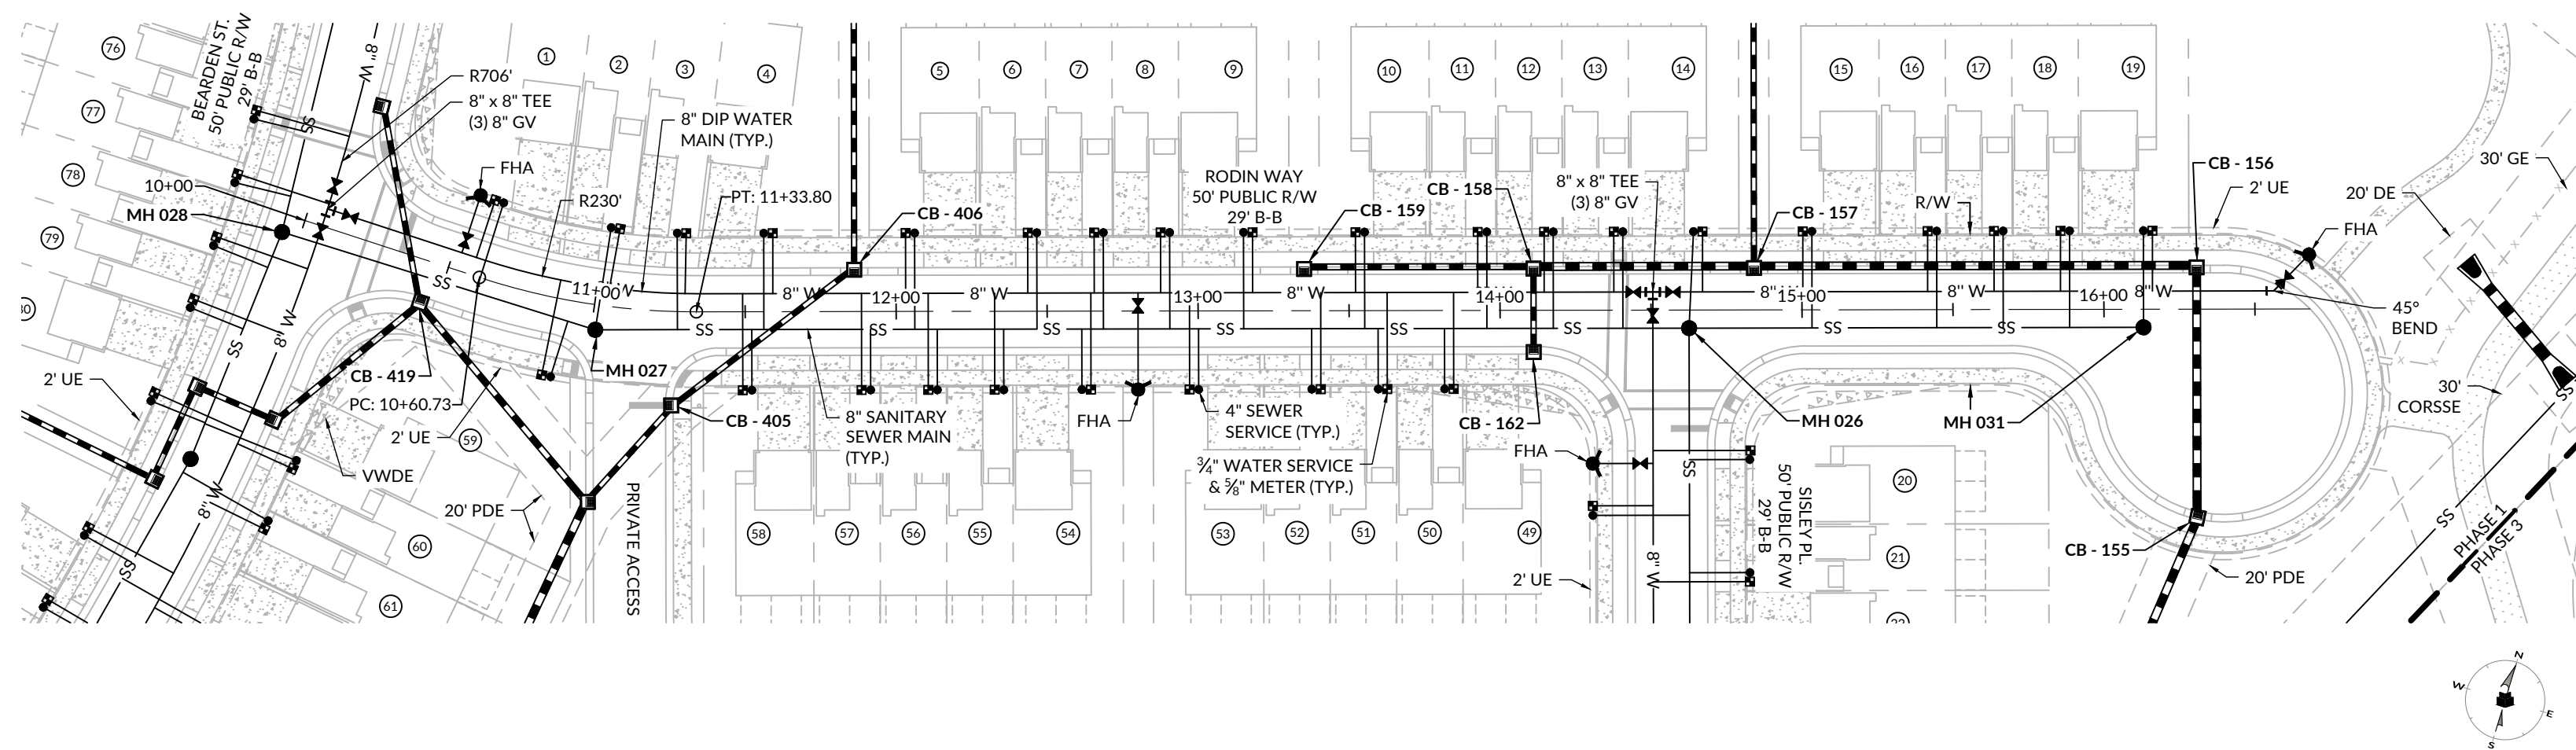 BEARDEN ST.
50' PUBLIC R/W
29' B-B
8" W
SS
R706'
8" x 8" TEE
(3) 8" GV
FHA
8" DIP WATER
MAIN (TYP.)
10+00
MH 028
R230'
PT: 11+33.80
CB - 406
RODIN WAY
50' PUBLIC R/W
29' B-B
CB - 159
CB - 158
8" x 8" TEE
(3) 8" GV
CB - 157
R/W
CB - 156
2' UE
20' DE
30' GE
FHA
76
77
78
79
1
2
3
4
5
6
7
8
9
10
11
12
13
14
15
16
17
18
19
SS
11+00
8" W
12+00
8" W
13+00
8" W
14+00
15+00
8" W
16+00
8" W
45°
BEND
SS
SS
SS
SS
SS
SS
SS
SS
8" W
2' UE
CB - 419
PC: 10+60.73
2' UE
59
VWDE
20' PDE
60
61
MH 027
CB - 405
PRIVATE ACCESS
8" SANITARY
SEWER MAIN
(TYP.)
FHA
4" SEWER
SERVICE (TYP.)
¾" WATER SERVICE
& ⅝" METER (TYP.)
CB - 162
FHA
MH 026
MH 031
30'
CORSSE
58
57
56
55
54
53
52
51
50
49
2' UE
8" W
SS
SISLEY PL.
50' PUBLIC R/W
29' B-B
20
21
CB - 155
20' PDE
SS
SS
PHASE 1
PHASE 3
8" W
SS
N
W
E
S